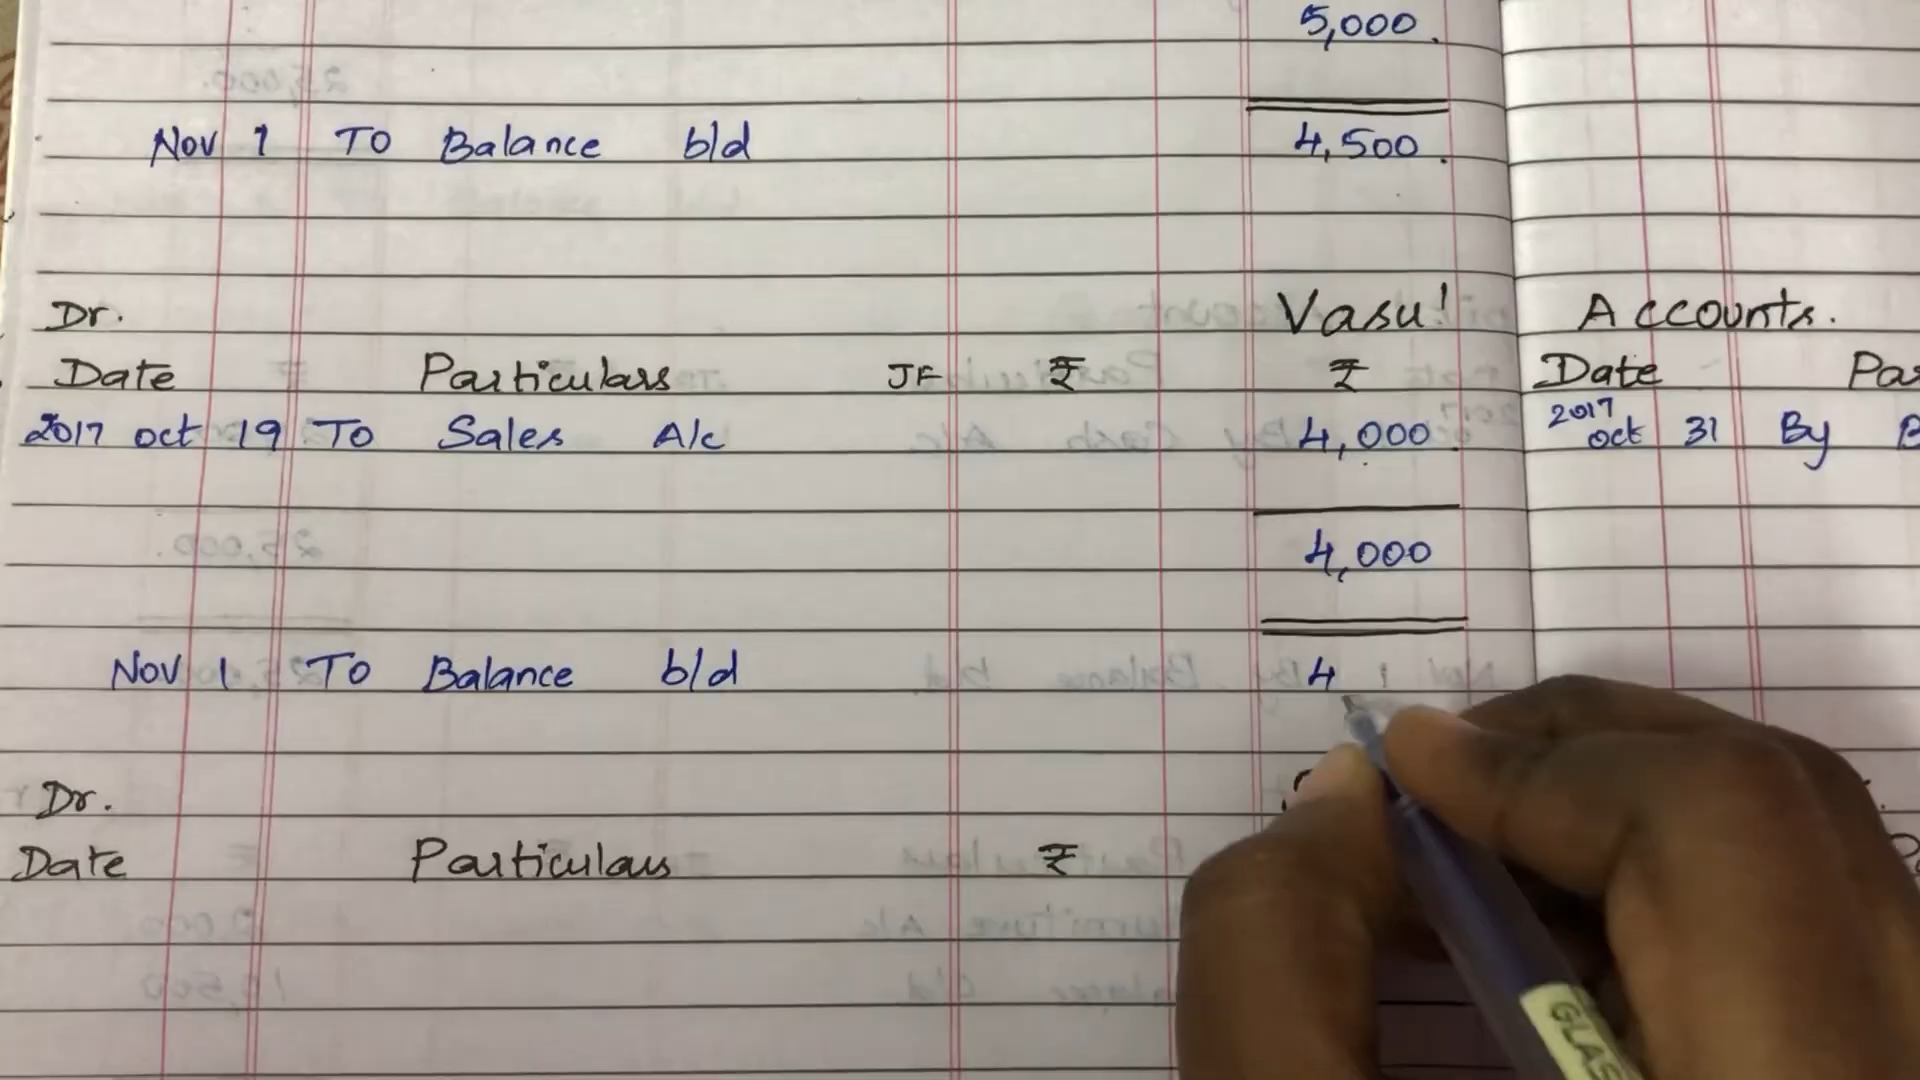 5,000.
Nov 1 TO Balance b/d 4,500.
Dr. Vasu' Accounts.
Date Particulars JF ₹ ₹ Date
2017 oct 19 TO Sales A/c 4,000 2017 oct 31 By
4,000
Nov 1 TO Balance b/d 4
Dr.
Date Particulars ₹